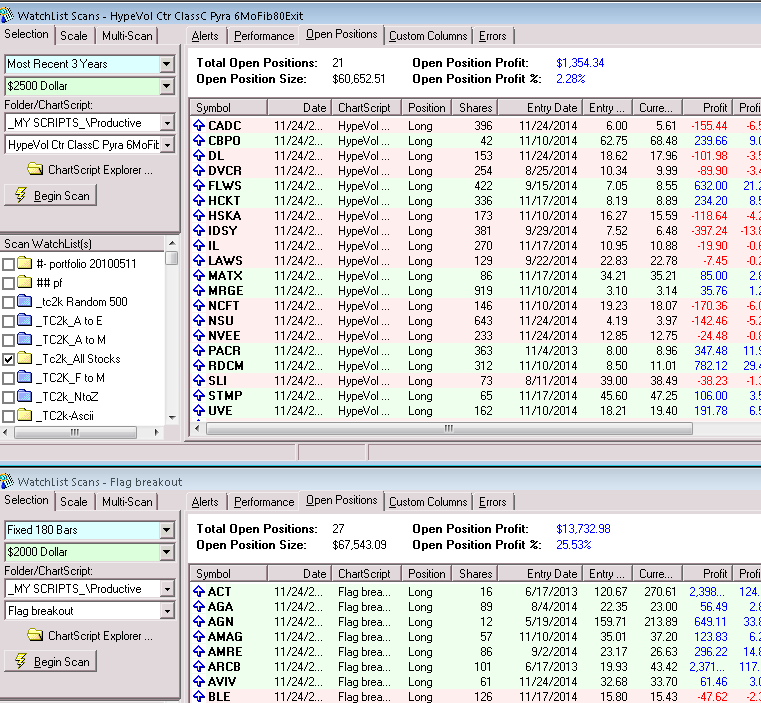 WatchList Scans - HypeVol Ctr ClassC Pyra 6MoFib80Exit
Selection Scale Multi-Scan
Most Recent 3 Years
$2500 Dollar
Folder/ChartScript:
_MY SCRIPTS_\Productive
HypeVol Ctr ClassC Pyra 6MoFib
ChartScript Explorer ...
Begin Scan
Scan WatchList(s)
#- portfolio 20100511
## pf
_tc2k Random 500
_TC2k_A to E
_TC2K_A to M
_Tc2k_All Stocks
_TC2K_F to M
_TC2k_NtoZ
_TC2k-Ascii
Alerts Performance Open Positions Custom Columns Errors
Total Open Positions: 21 Open Position Profit: $1,354.34
Open Position Size: $60,652.51 Open Position Profit %: 2.28%
Symbol Date ChartScript Position Shares Entry Date Entry ... Curre... Profit Profi
CADC 11/24/2... HypeVol ... Long 396 11/24/2014 6.00 5.61 -155.44 -6.5
CBPO 11/24/2... HypeVol ... Long 42 11/10/2014 62.75 68.48 239.66 9.0
DL 11/24/2... HypeVol ... Long 153 11/24/2014 18.62 17.96 -101.98 -3.5
DVCR 11/24/2... HypeVol ... Long 254 8/25/2014 10.34 9.99 -89.90 -3.4
FLWS 11/24/2... HypeVol ... Long 422 9/15/2014 7.05 8.55 632.00 21.2
HCKT 11/24/2... HypeVol ... Long 336 11/17/2014 8.19 8.89 234.20 8.5
HSKA 11/24/2... HypeVol ... Long 173 11/10/2014 16.27 15.59 -118.64 -4.2
IDSY 11/24/2... HypeVol ... Long 381 9/29/2014 7.52 6.48 -397.24 -13.8
IL 11/24/2... HypeVol ... Long 270 11/17/2014 10.95 10.88 -19.90 -0.6
LAWS 11/24/2... HypeVol ... Long 129 9/22/2014 22.83 22.78 -7.45 -0.2
MATX 11/24/2... HypeVol ... Long 86 11/17/2014 34.21 35.21 85.00 2.8
MRGE 11/24/2... HypeVol ... Long 919 11/10/2014 3.10 3.14 35.76 1.2
NCFT 11/24/2... HypeVol ... Long 146 11/10/2014 19.23 18.07 -170.36 -6.0
NSU 11/24/2... HypeVol ... Long 643 11/24/2014 4.19 3.97 -142.46 -5.2
NVEE 11/24/2... HypeVol ... Long 233 11/24/2014 12.85 12.75 -24.48 -0.8
PACR 11/24/2... HypeVol ... Long 363 11/4/2013 8.00 8.96 347.48 11.9
RDCM 11/24/2... HypeVol ... Long 312 11/10/2014 8.50 11.01 782.12 29.4
SLI 11/24/2... HypeVol ... Long 73 8/11/2014 39.00 38.49 -38.23 -1.3
STMP 11/24/2... HypeVol ... Long 65 11/17/2014 45.60 47.25 106.00 3.5
UVE 11/24/2... HypeVol ... Long 162 11/10/2014 18.21 19.40 191.78 6.5
WatchList Scans - Flag breakout
Selection Scale Multi-Scan
Fixed 180 Bars
$2000 Dollar
Folder/ChartScript:
_MY SCRIPTS_\Productive
Flag breakout
ChartScript Explorer ...
Begin Scan
Alerts Performance Open Positions Custom Columns Errors
Total Open Positions: 27 Open Position Profit: $13,732.98
Open Position Size: $67,543.09 Open Position Profit %: 25.53%
Symbol Date ChartScript Position Shares Entry Date Entry ... Curre... Profit Profi
ACT 11/24/2... Flag brea... Long 16 6/17/2013 120.67 270.61 2,398... 124.
AGA 11/24/2... Flag brea... Long 89 8/4/2014 22.35 23.00 56.49 2.8
AGN 11/24/2... Flag brea... Long 12 5/19/2014 159.71 213.89 649.11 33.8
AMAG 11/24/2... Flag brea... Long 57 11/10/2014 35.01 37.20 123.83 6.2
AMRE 11/24/2... Flag brea... Long 86 9/2/2014 23.17 26.63 296.22 14.8
ARCB 11/24/2... Flag brea... Long 101 6/17/2013 19.93 43.42 2,371... 117.
AVIV 11/24/2... Flag brea... Long 61 11/24/2014 32.68 33.70 61.46 3.0
BLE 11/24/2... Flag brea... Long 126 11/17/2014 15.80 15.43 -47.62 -2.3